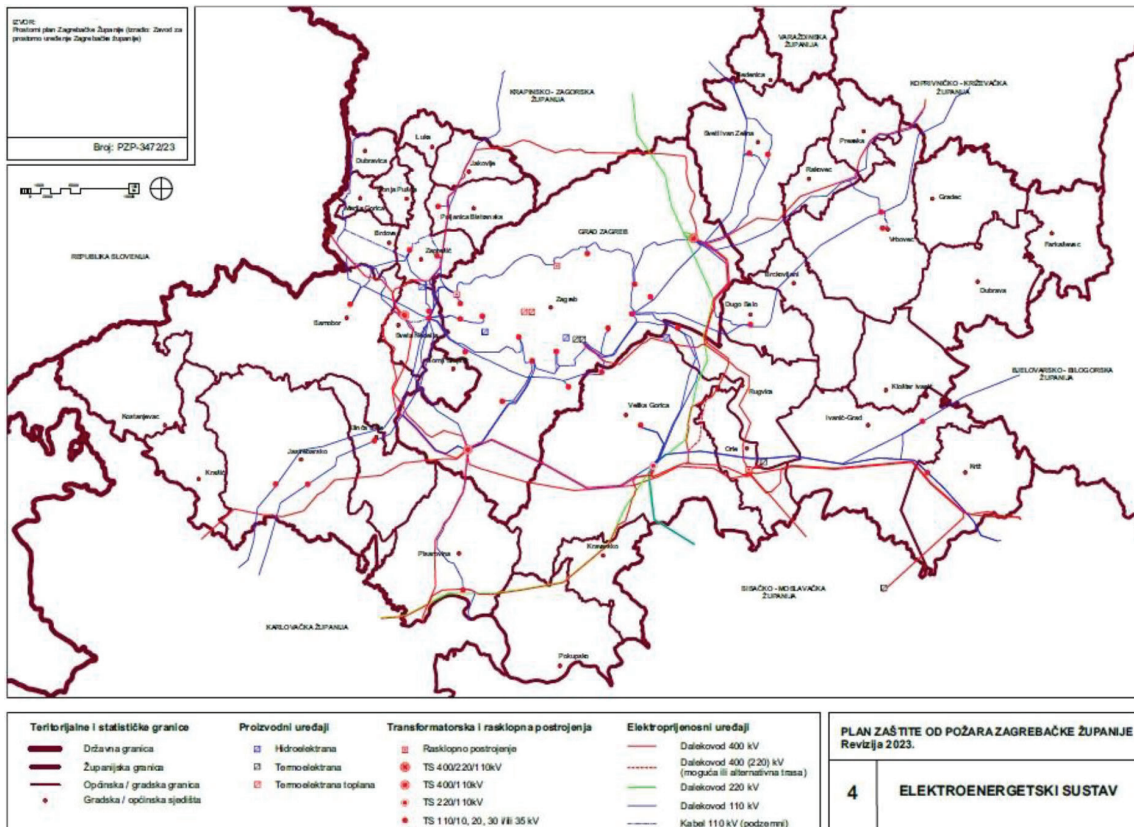 IZVOR:
Prostorni plan Zagrebačke Županije (izradio: Zavod za
prostorno uređenje Zagrebačke županije)
Broj: PZP-3472/23
VARAŽDINSKA
ŽUPANIJA
KRAPINSKO - ZAGORSKA
ŽUPANIJA
KOPRIVNIČKO - KRIŽEVAČKA
ŽUPANIJA
Bedenica
Sveti Ivan Zelina
Preseka
Rakovec
Gradec
Vrbovec
Farkaševac
Dubrava
Luka
Dubravica
Jakovlje
Marija Gorica
Pušća
Bistranska
Brdovec
Zaprešić
REPUBLIKA SLOVENIJA
GRAD ZAGREB
Zagreb
Brckovljani
Dugo Selo
Samobor
Sveta Nedelja
Rugvica
Kloštar Ivanić
BJELOVARSKO - BILOGORSKA
ŽUPANIJA
Velika Gorica
Ivanić-Grad
Kostanjevac
Jastrebarsko
Krašić
Orle
Križ
Pisarovina
Kravarsko
SISAČKO - MOSLAVAČKA
ŽUPANIJA
KARLOVAČKA ŽUPANIJA
Pokupsko
Teritorijalne i statističke granice
Državna granica
Županijska granica
Općinska / gradska granica
Gradska / općinska sjedišta
Proizvodni uređaji
Hidroelektrana
Termoelektrana
Termoelektrana toplana
Transformatorska i rasklopna postrojenja
Rasklopno postrojenje
TS 400/220/110kV
TS 400/110kV
TS 220/110kV
TS 110/10, 20, 30 i/ili 35 kV
Elektroprijenosni uređaji
Dalekovod 400 kV
Dalekovod 400 (220) kV
(moguća ili alternativna trasa)
Dalekovod 220 kV
Dalekovod 110 kV
Kabel 110 kV (podzemni)
PLAN ZAŠTITE OD POŽARA ZAGREBAČKE ŽUPANIJE
Revizija 2023.
4 ELEKTROENERGETSKI SUSTAV